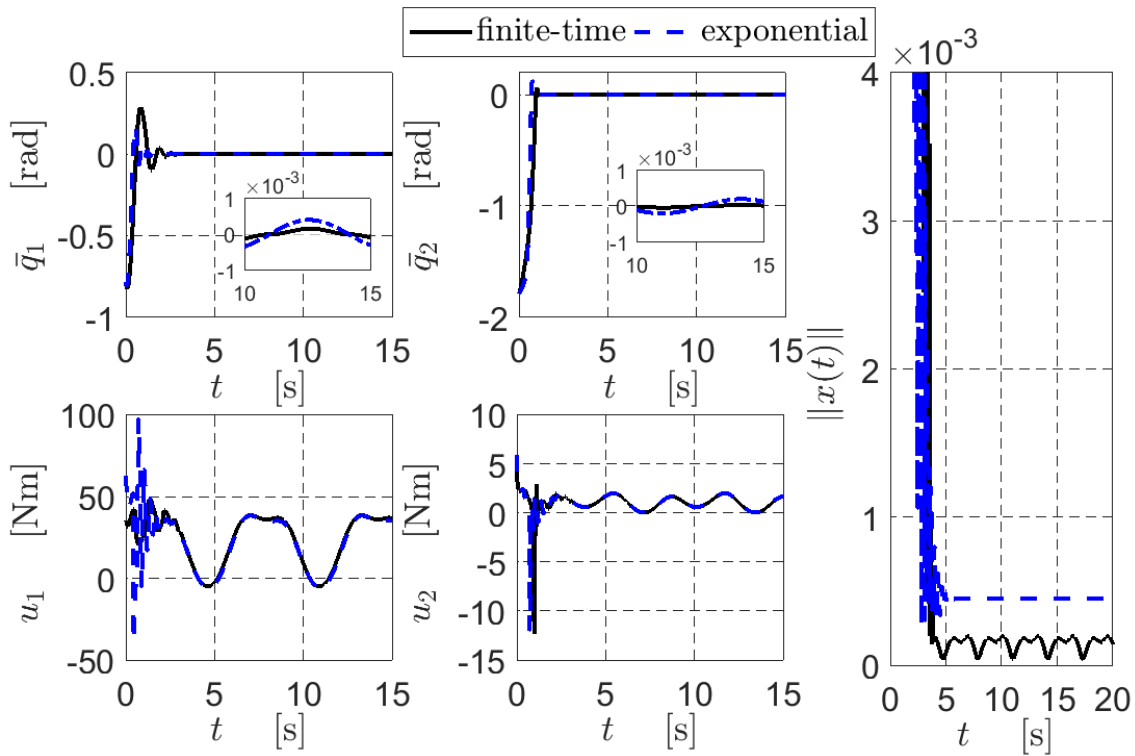 finite-time exponential
q̄₁ [rad]
0.5
0
-0.5
-1
0 5 10 15
t [s]
1 ×10⁻³
0
-1
10 15
q̄₂ [rad]
0
-1
-2
0 5 10 15
t [s]
1 ×10⁻³
0
-1
10 15
u₁ [Nm]
100
50
0
-50
0 5 10 15
t [s]
u₂ [Nm]
10
5
0
-5
-10
-15
0 5 10 15
t [s]
||x(t)||
×10⁻³
4
3
2
1
0
0 5 10 15 20
t [s]